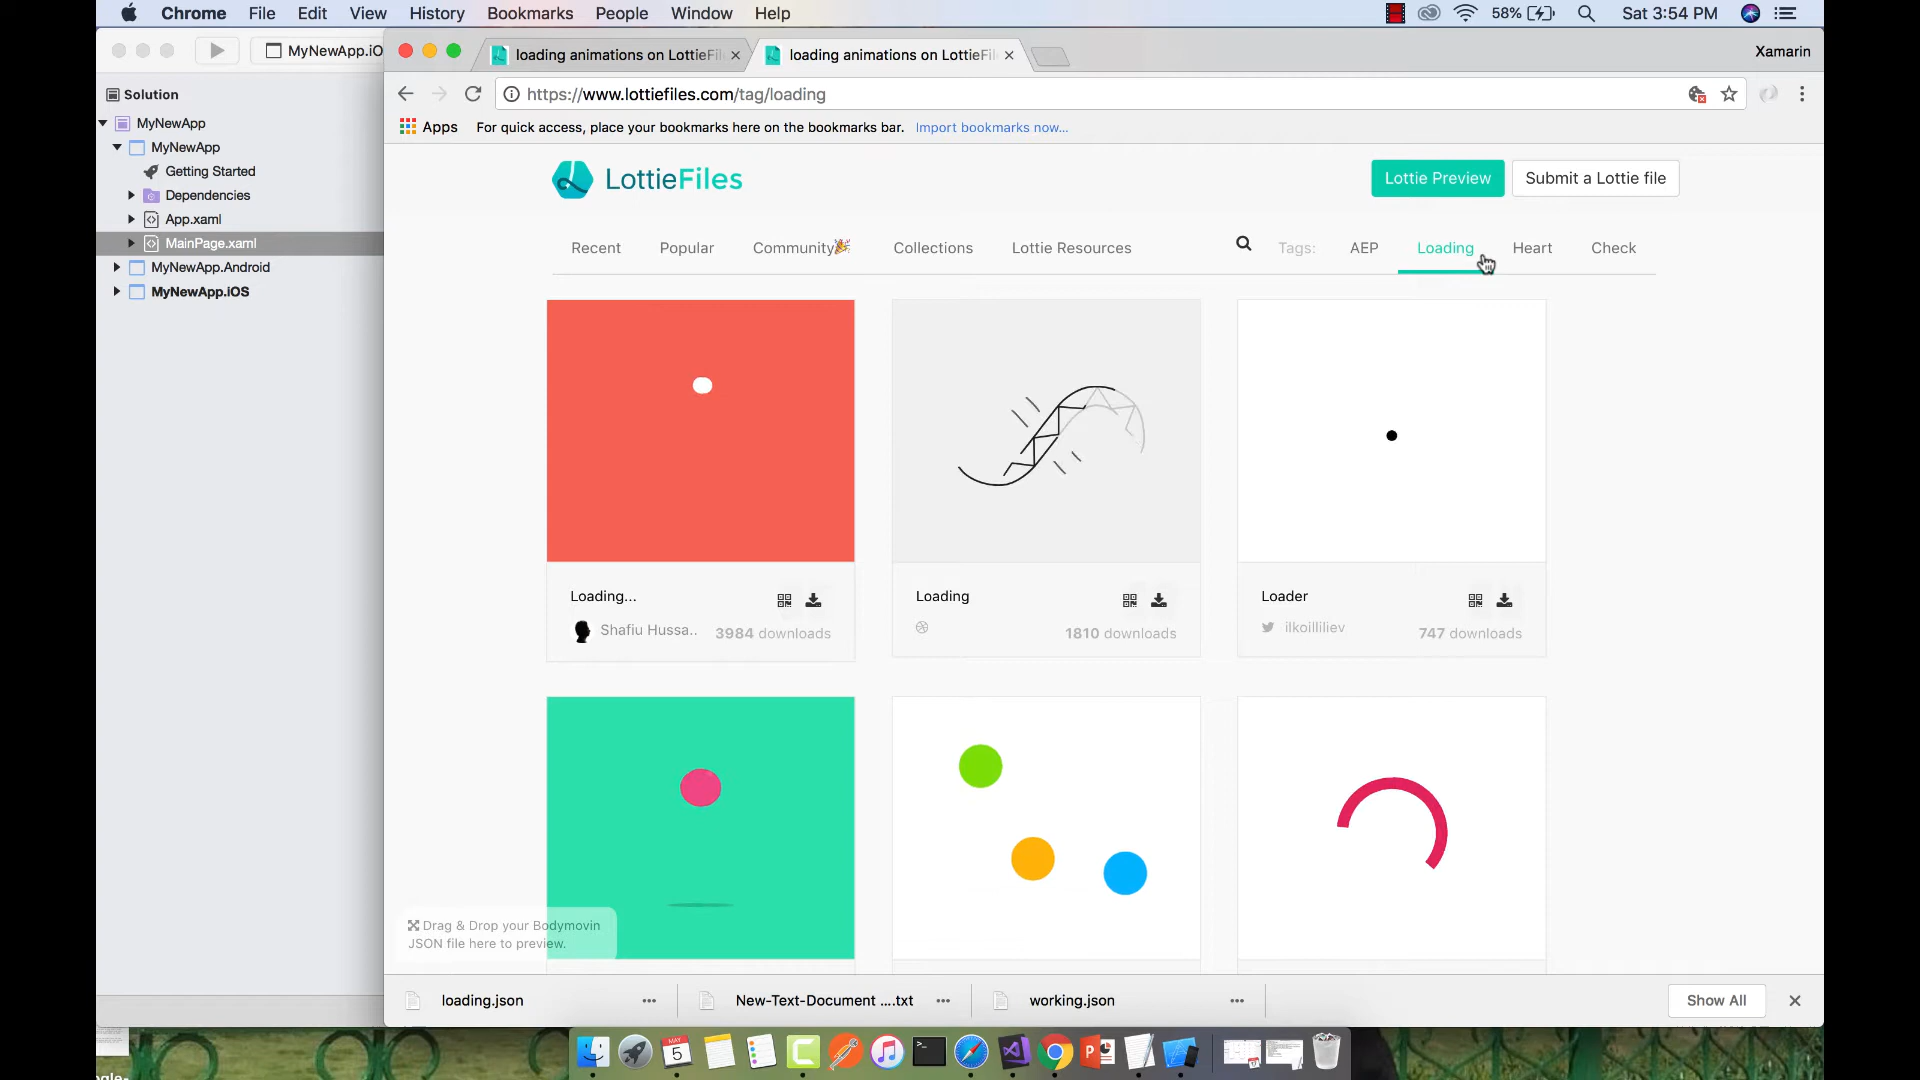 Chrome File Edit View History Bookmarks People Window Help 58% Sat 3:54 PM
MyNewApp.iO
loading animations on LottieFil
loading animations on LottieFil
Xamarin
https://www.lottiefiles.com/tag/loading
Apps For quick access, place your bookmarks here on the bookmarks bar. Import bookmarks now...
Solution
MyNewApp
MyNewApp
Getting Started
Dependencies
App.xaml
MainPage.xaml
MyNewApp.Android
MyNewApp.iOS
LottieFiles
Lottie Preview
Submit a Lottie file
Recent Popular Community Collections Lottie Resources Tags: AEP Loading Heart Check
Loading...
Shafiu Hussa.. 3984 downloads
Loading
1810 downloads
Loader
ilkoilliliev 747 downloads
Drag & Drop your Bodymovin
JSON file here to preview.
loading.json
New-Text-Document ....txt
working.json
Show All
MAY
5